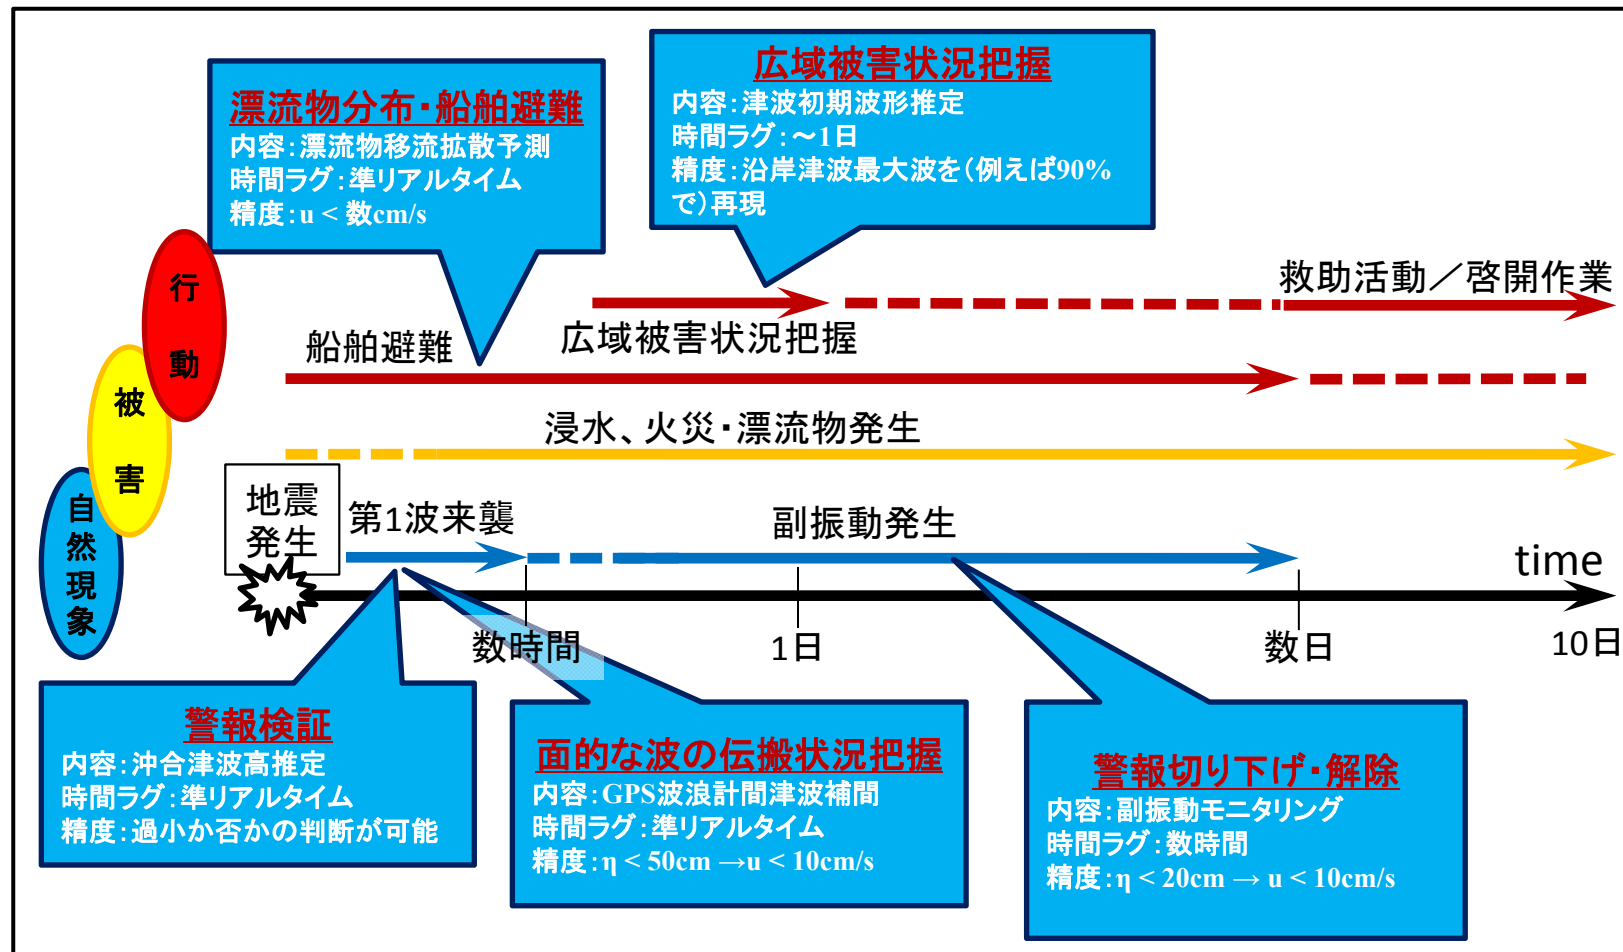 広域被害状況把握
内容：津波初期波形推定
時間ラグ：～1日
精度：沿岸津波最大波を（例えば90%
で）再現
漂流物分布・船舶避難
内容：漂流物移流拡散予測
時間ラグ：準リアルタイム
精度：u < 数cm/s
行動
被害
自然現象
救助活動／啓開作業
広域被害状況把握
船舶避難
浸水、火災・漂流物発生
地震
発生
第1波来襲
副振動発生
time
数時間
1日
数日
10日
警報検証
内容：沖合津波高推定
時間ラグ：準リアルタイム
精度：過小か否かの判断が可能
面的な波の伝搬状況把握
内容：GPS波浪計間津波補間
時間ラグ：準リアルタイム
精度：η < 50cm →u < 10cm/s
警報切り下げ・解除
内容：副振動モニタリング
時間ラグ：数時間
精度：η < 20cm → u < 10cm/s